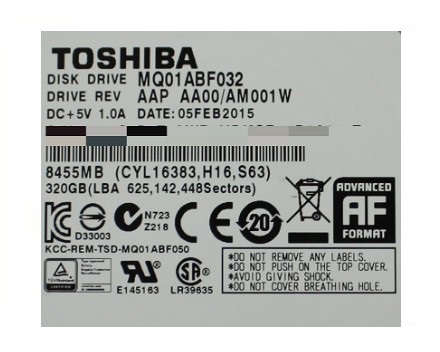 TOSHIBA
DISK DRIVE MQ01ABF032
DRIVE REV AAP AA00/AM001W
DC+5V 1.0A DATE:05FEB2015
8455MB (CYL16383,H16,S63)
320GB(LBA 625,142,448Sectors)
D33003
N723
Z218
20
ADVANCED
AF
FORMAT
KCC-REM-TSD-MQ01ABF050
E145163
LR39635
*DO NOT REMOVE ANY LABELS.
*DO NOT PUSH ON THE TOP COVER.
*AVOID GIVING SHOCK.
*DO NOT COVER BREATHING HOLE.